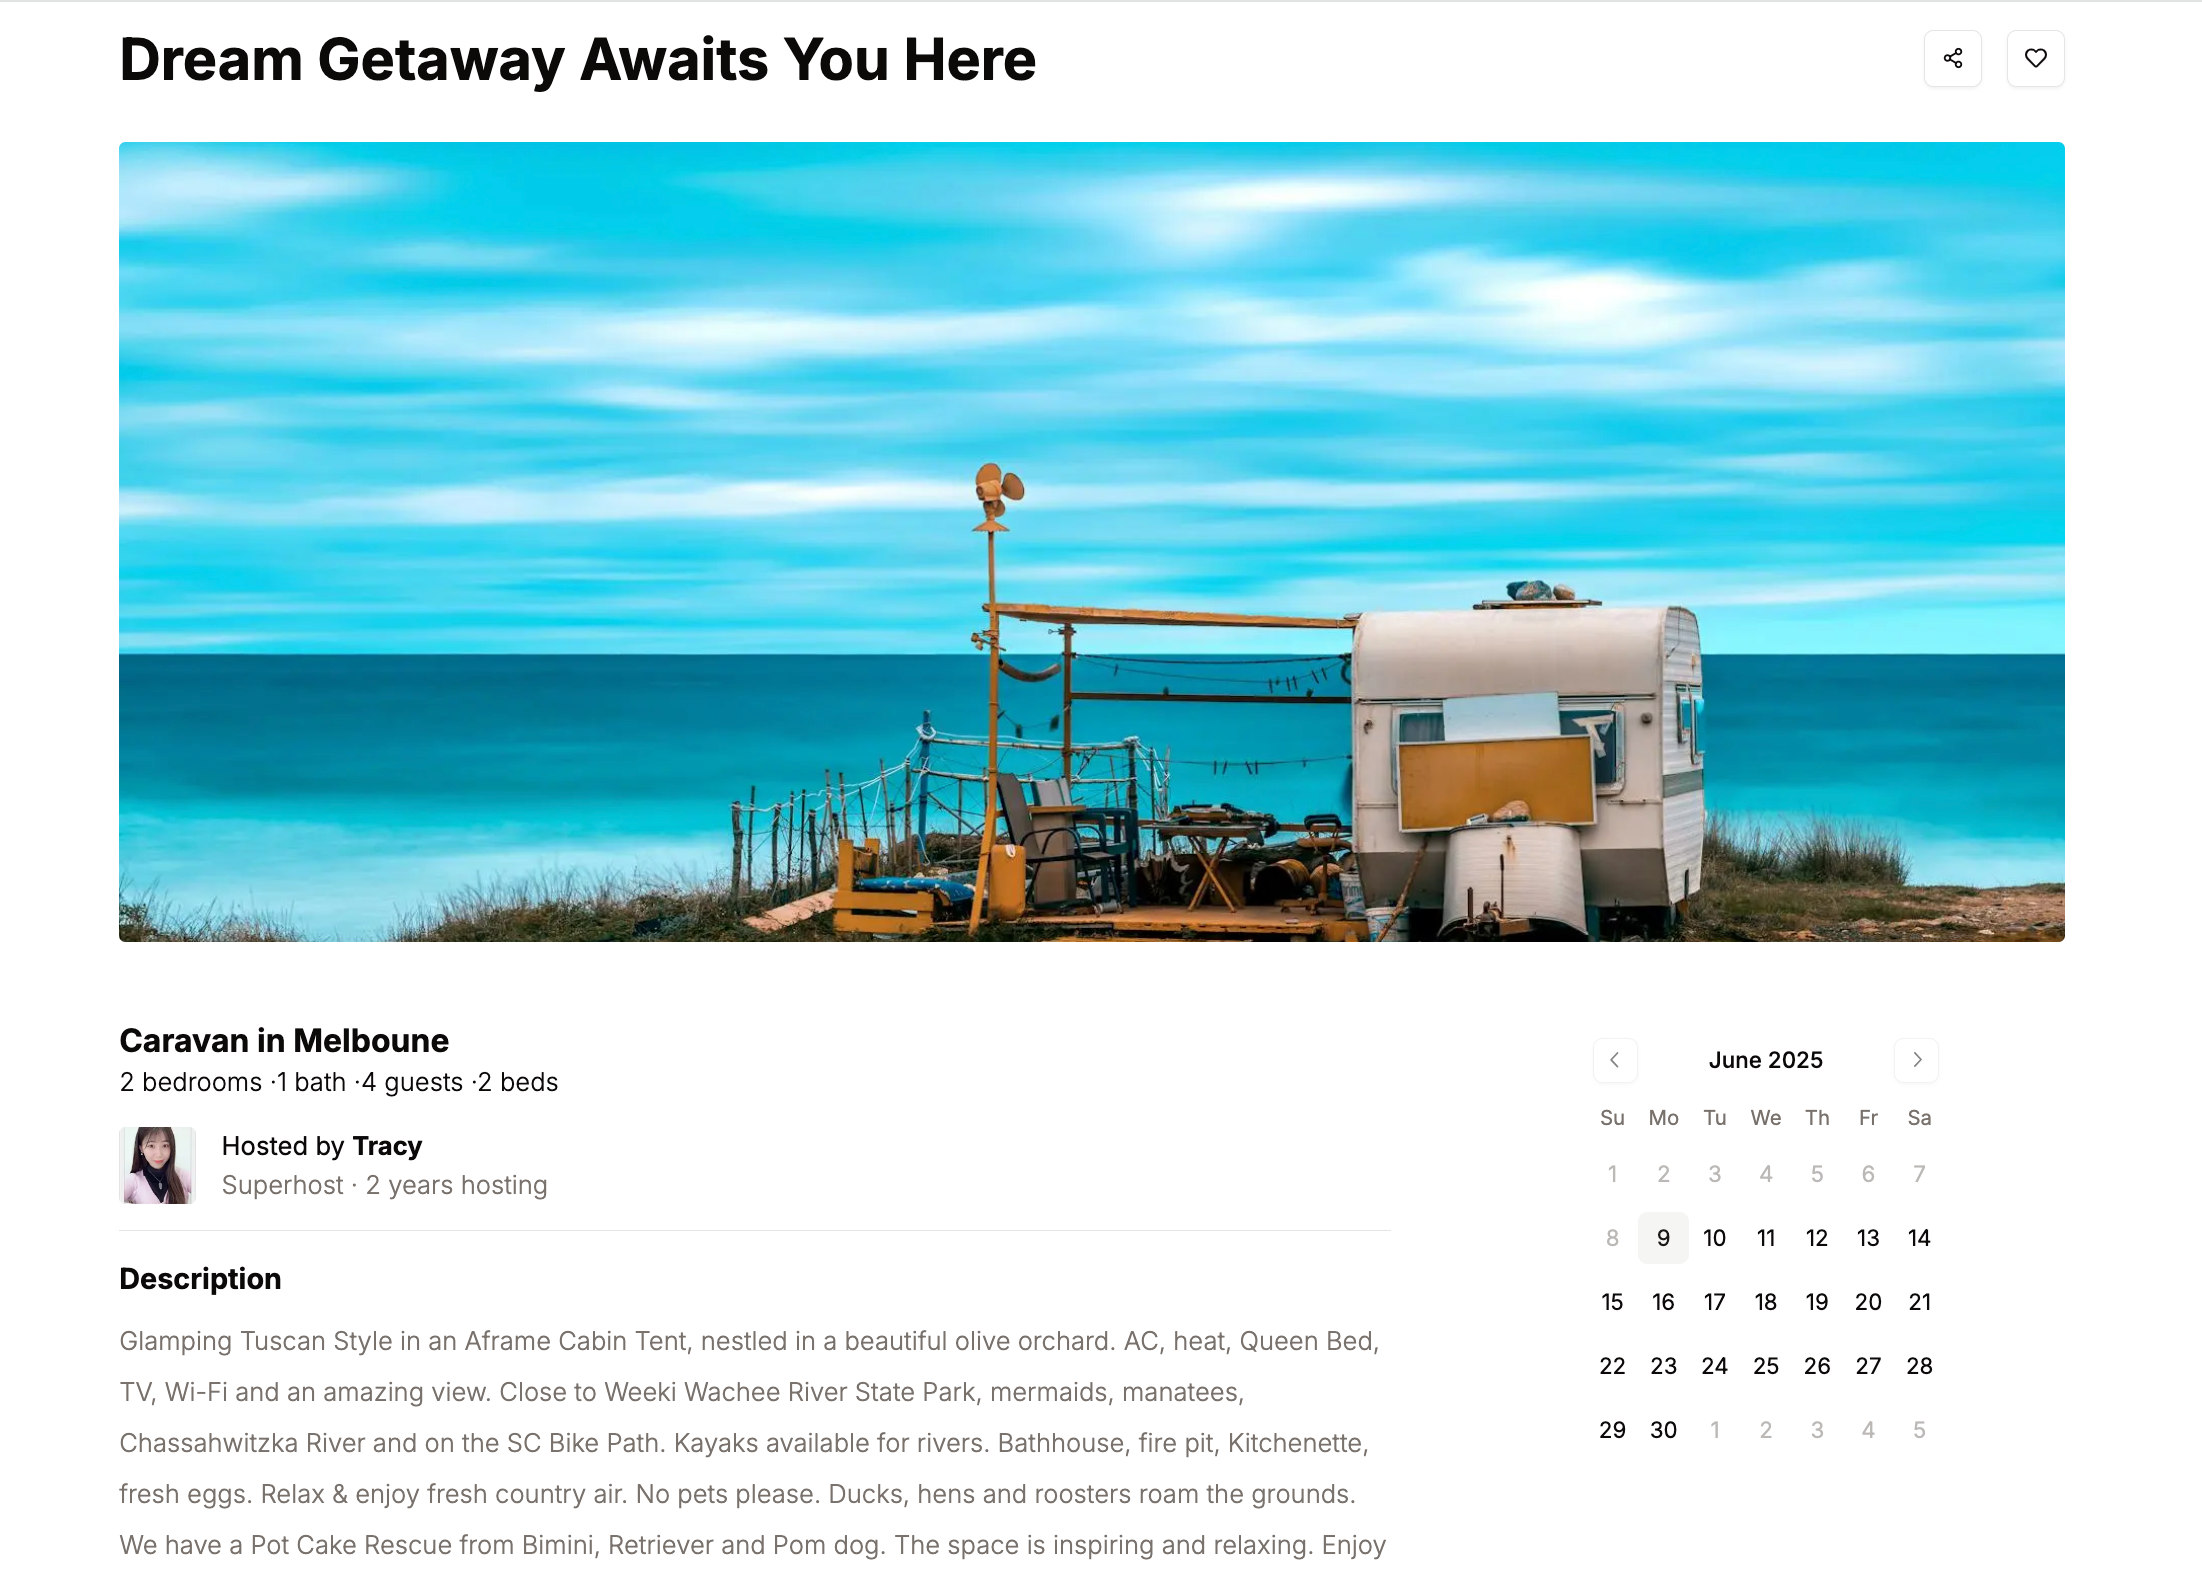 Dream Getaway Awaits You Here
Caravan in Melboune
2 bedrooms ·1 bath ·4 guests ·2 beds
Hosted by Tracy
Superhost · 2 years hosting
Description
Glamping Tuscan Style in an Aframe Cabin Tent, nestled in a beautiful olive orchard. AC, heat, Queen Bed,
TV, Wi-Fi and an amazing view. Close to Weeki Wachee River State Park, mermaids, manatees,
Chassahwitzka River and on the SC Bike Path. Kayaks available for rivers. Bathhouse, fire pit, Kitchenette,
fresh eggs. Relax & enjoy fresh country air. No pets please. Ducks, hens and roosters roam the grounds.
We have a Pot Cake Rescue from Bimini, Retriever and Pom dog. The space is inspiring and relaxing. Enjoy
June 2025
Su Mo Tu We Th Fr Sa
1 2 3 4 5 6 7
8 9 10 11 12 13 14
15 16 17 18 19 20 21
22 23 24 25 26 27 28
29 30 1 2 3 4 5